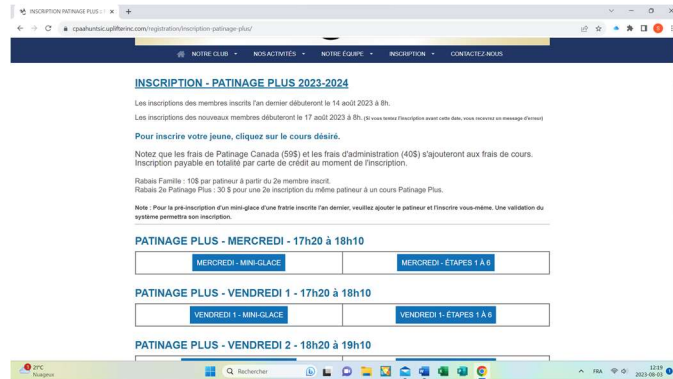 INSCRIPTION PATINAGE PLUS :
cpaahuntsic.uplifterinc.com/registration/inscription-patinage-plus/
NOTRE CLUB NOS ACTIVITÉS NOTRE ÉQUIPE INSCRIPTION CONTACTEZ-NOUS
INSCRIPTION - PATINAGE PLUS 2023-2024
Les inscriptions des membres inscrits l'an dernier débuteront le 14 août 2023 à 8h.
Les inscriptions des nouveaux membres débuteront le 17 août 2023 à 8h. (Si vous tentez l'inscription avant cette date, vous recevrez un message d'erreur)
Pour inscrire votre jeune, cliquez sur le cours désiré.
Notez que les frais de Patinage Canada (59$) et les frais d'administration (40$) s'ajouteront aux frais de cours.
Inscription payable en totalité par carte de crédit au moment de l'inscription.
Rabais Famille : 10$ par patineur à partir du 2e membre inscrit.
Rabais 2e Patinage Plus : 30 $ pour une 2e inscription du même patineur à un cours Patinage Plus.
Note : Pour la pré-inscription d'un mini-glace d'une fratrie inscrite l'an dernier, veuillez ajouter le patineur et l'inscrire vous-même. Une validation du
système permettra son inscription.
PATINAGE PLUS - MERCREDI - 17h20 à 18h10
MERCREDI - MINI-GLACE MERCREDI - ÉTAPES 1 À 6
PATINAGE PLUS - VENDREDI 1 - 17h20 à 18h10
VENDREDI 1 - MINI-GLACE VENDREDI 1- ÉTAPES 1 À 6
PATINAGE PLUS - VENDREDI 2 - 18h20 à 19h10
21°C
Nuageux
Rechercher
FRA
12:19
2023-08-03